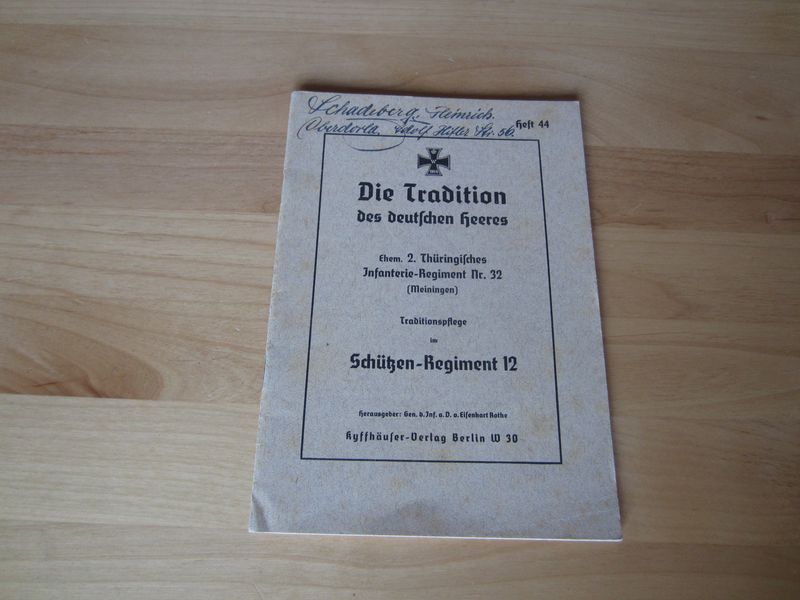 Schadeberg, Heinrich.
Oberdorla, Adolf Hitler Str. 56.
Heft 44
Die Tradition
des deutſchen Heeres
Ehem. 2. Thüringiſches
Infanterie-Regiment Nr. 32
(Meiningen)
Traditionspflege
im
Schützen-Regiment 12
Herausgeber: Gen. d. Inf. a. D. v. Eiſenhart Rothe
Kyffhäuſer-Verlag Berlin W 30